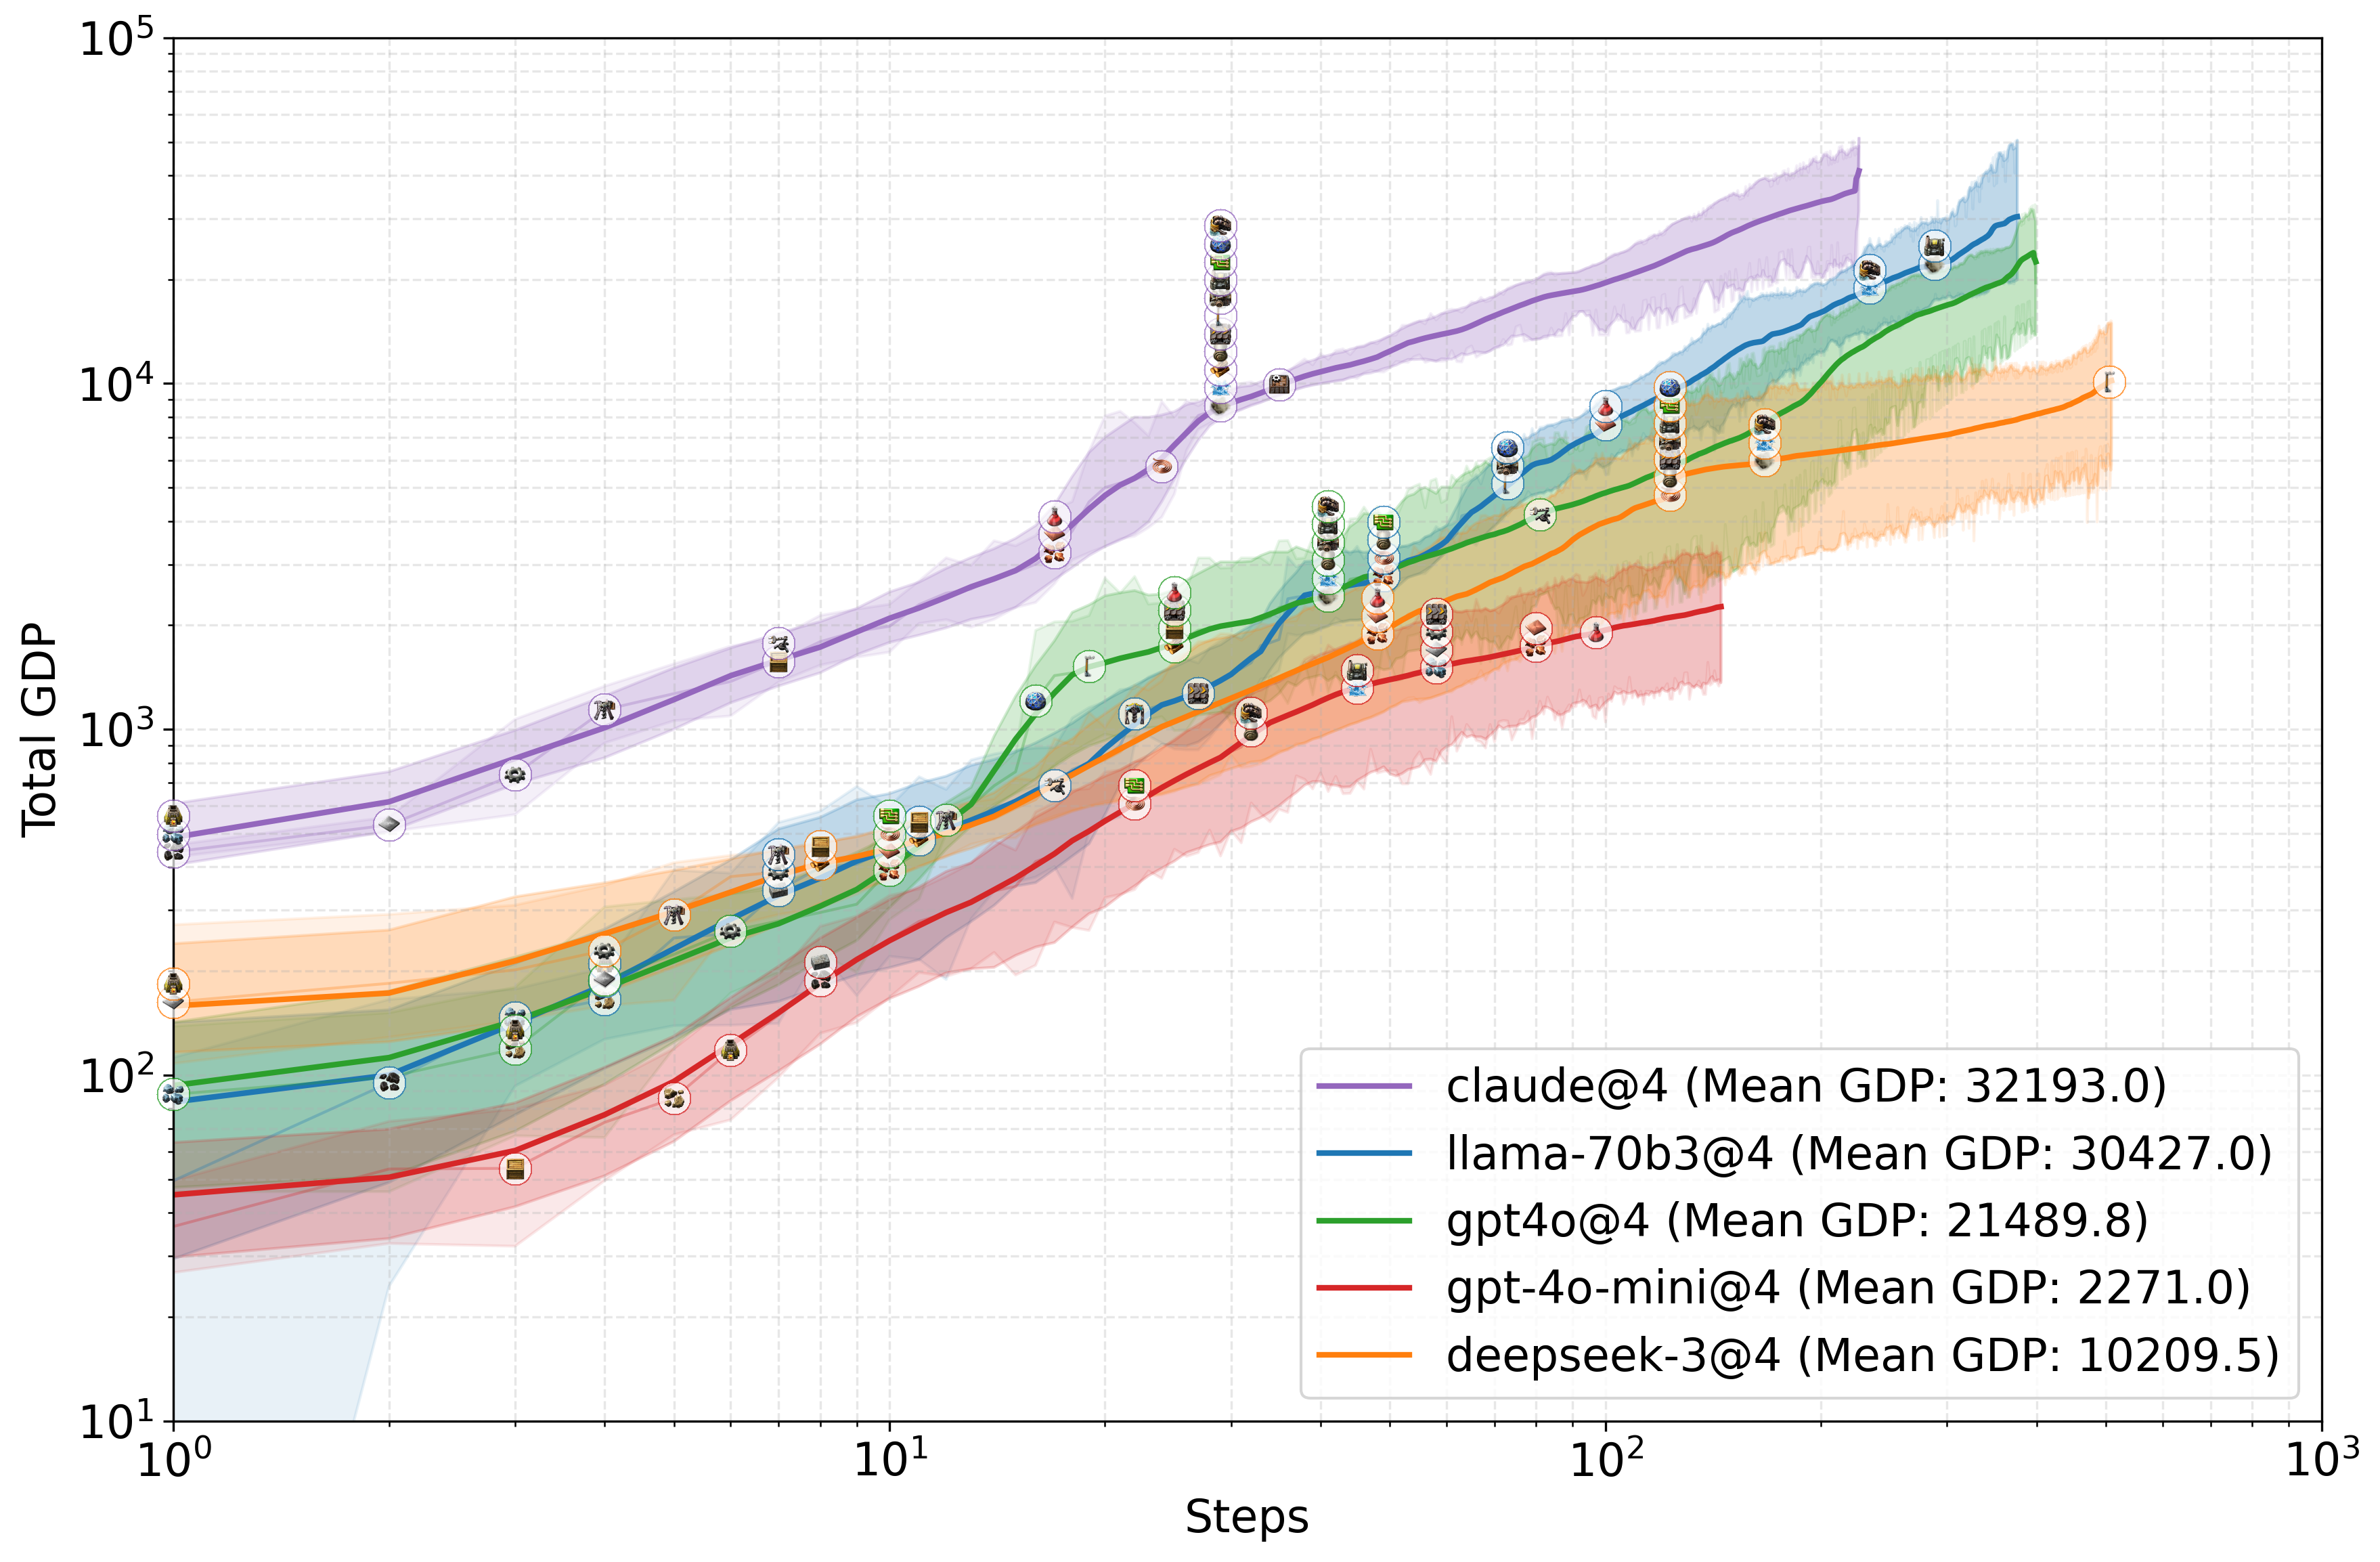 10^5
10^4
10^3
10^2
10^1
Total GDP
claude@4 (Mean GDP: 32193.0)
llama-70b3@4 (Mean GDP: 30427.0)
gpt4o@4 (Mean GDP: 21489.8)
gpt-4o-mini@4 (Mean GDP: 2271.0)
deepseek-3@4 (Mean GDP: 10209.5)
10^0 10^1 10^2 10^3
Steps